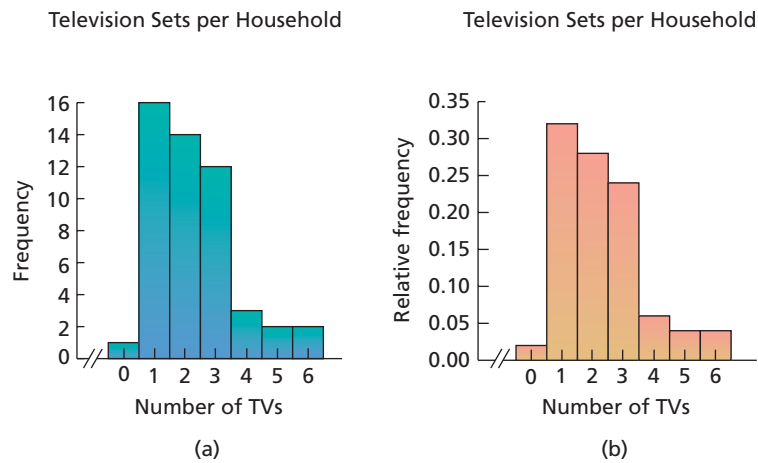 Television Sets per Household
16
14
12
10
8
6
4
2
0
Frequency
0 1 2 3 4 5 6
Number of TVs
(a)
Television Sets per Household
0.35
0.30
0.25
0.20
0.15
0.10
0.05
0.00
Relative frequency
0 1 2 3 4 5 6
Number of TVs
(b)